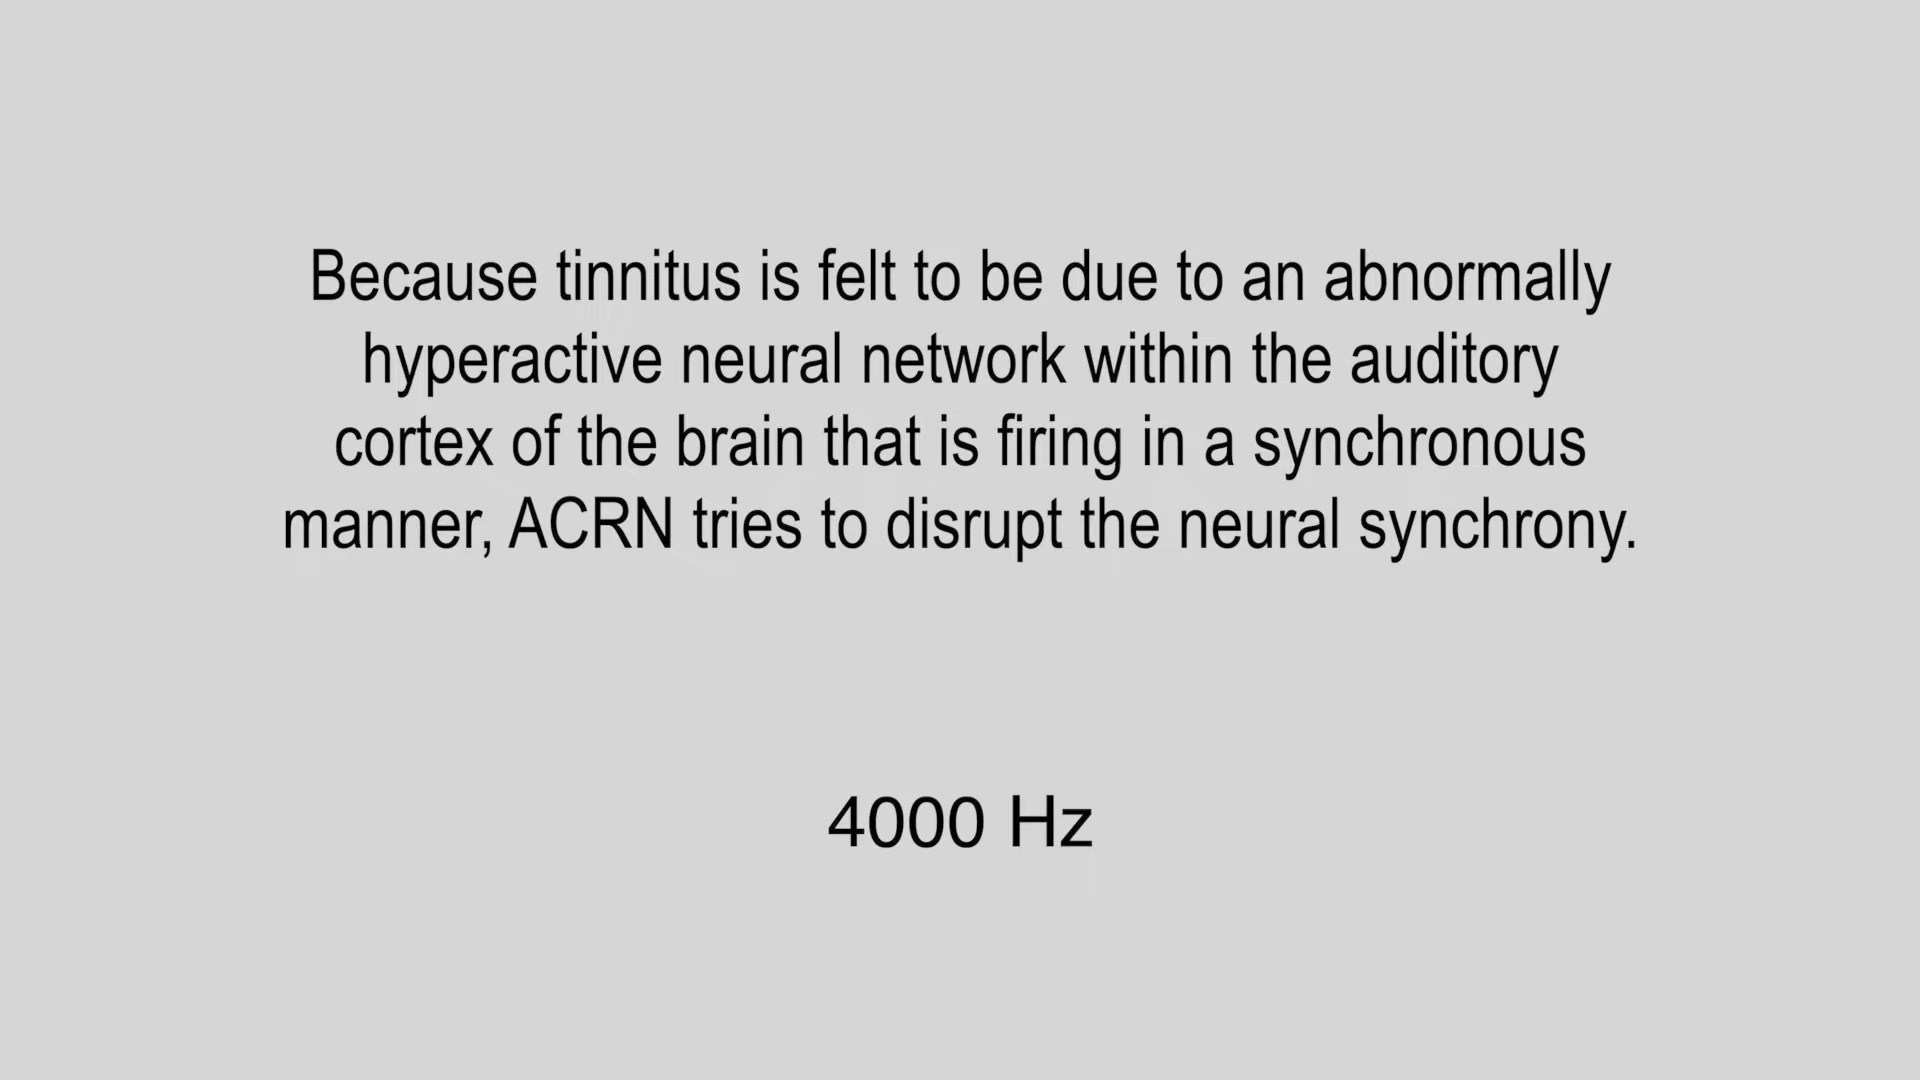 Because tinnitus is felt to be due to an abnormally
hyperactive neural network within the auditory
cortex of the brain that is firing in a synchronous
manner, ACRN tries to disrupt the neural synchrony.
4000 Hz